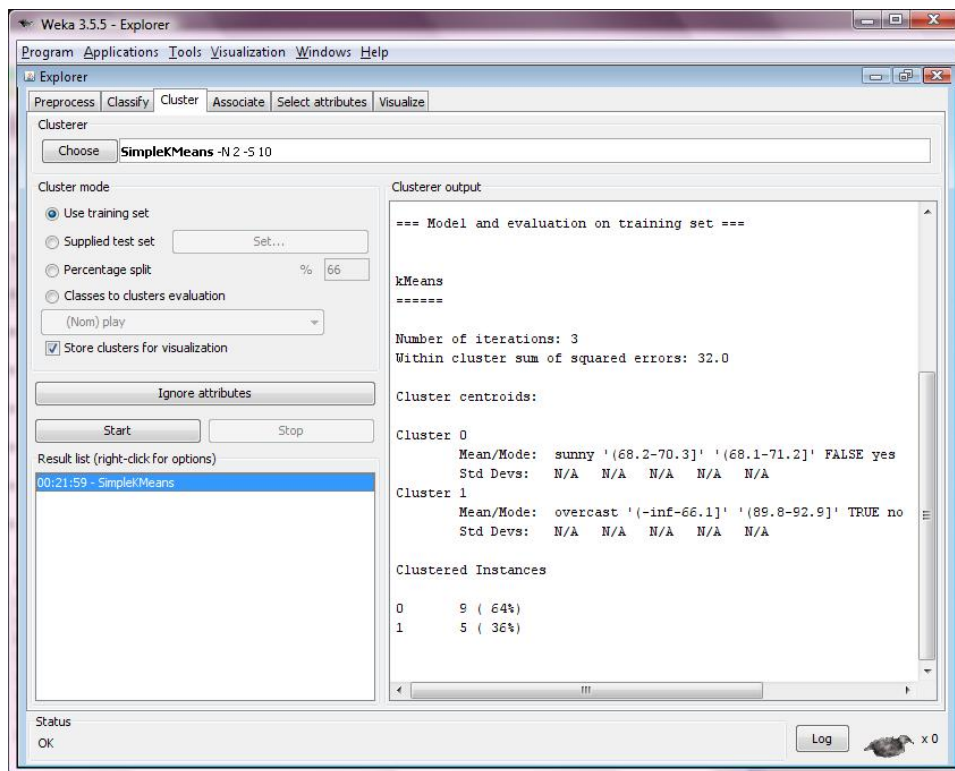 Weka 3.5.5 - Explorer
Program Applications Tools Visualization Windows Help
Explorer
Preprocess Classify Cluster Associate Select attributes Visualize
Clusterer
Choose SimpleKMeans -N 2 -S 10
Cluster mode
Use training set
Supplied test set Set...
Percentage split % 66
Classes to clusters evaluation
(Nom) play
Store clusters for visualization
Ignore attributes
Start Stop
Result list (right-click for options)
00:21:59 - SimpleKMeans
Clusterer output
=== Model and evaluation on training set ===
kMeans
======
Number of iterations: 3
Within cluster sum of squared errors: 32.0
Cluster centroids:
Cluster 0
Mean/Mode: sunny '(68.2-70.3]' '(68.1-71.2]' FALSE yes
Std Devs: N/A N/A N/A N/A N/A
Cluster 1
Mean/Mode: overcast '(-inf-66.1]' '(89.8-92.9]' TRUE no
Std Devs: N/A N/A N/A N/A N/A
Clustered Instances
0 9 ( 64%)
1 5 ( 36%)
Status
OK
Log x 0